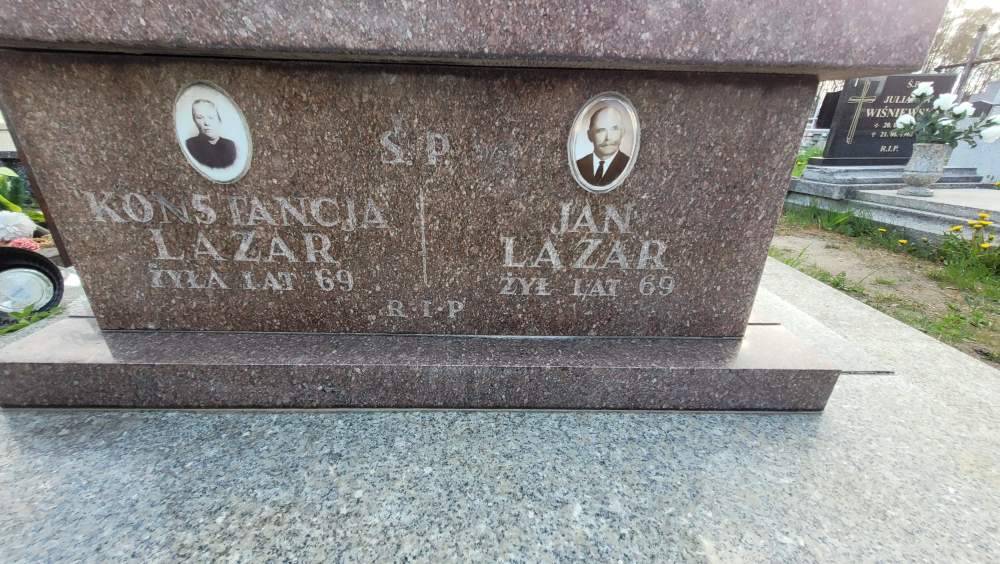 Ś.P.
KONSTANCJA
LAZAR
ŻYŁA LAT 69
JAN
LAZAR
ŻYŁ LAT 69
R·I·P
Ś.P.
R.I.P.